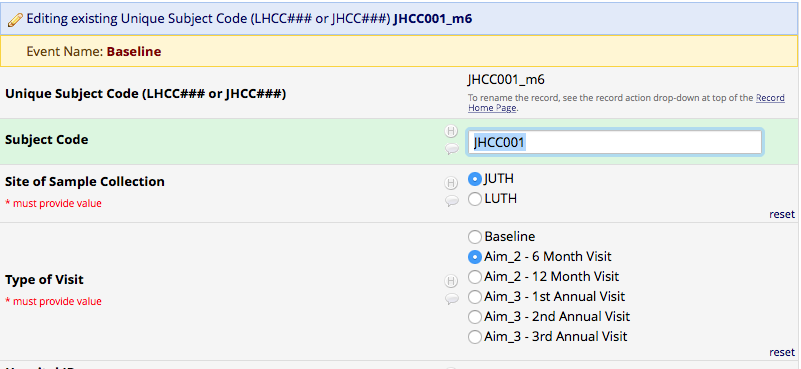 Editing existing Unique Subject Code (LHCC### or JHCC###) JHCC001_m6
Event Name: Baseline
Unique Subject Code (LHCC### or JHCC###)
JHCC001_m6
To rename the record, see the record action drop-down at top of the Record
Home Page.
Subject Code
H
JHCC001
Site of Sample Collection
* must provide value
H
JUTH
LUTH
reset
Type of Visit
* must provide value
H
Baseline
Aim_2 - 6 Month Visit
Aim_2 - 12 Month Visit
Aim_3 - 1st Annual Visit
Aim_3 - 2nd Annual Visit
Aim_3 - 3rd Annual Visit
reset